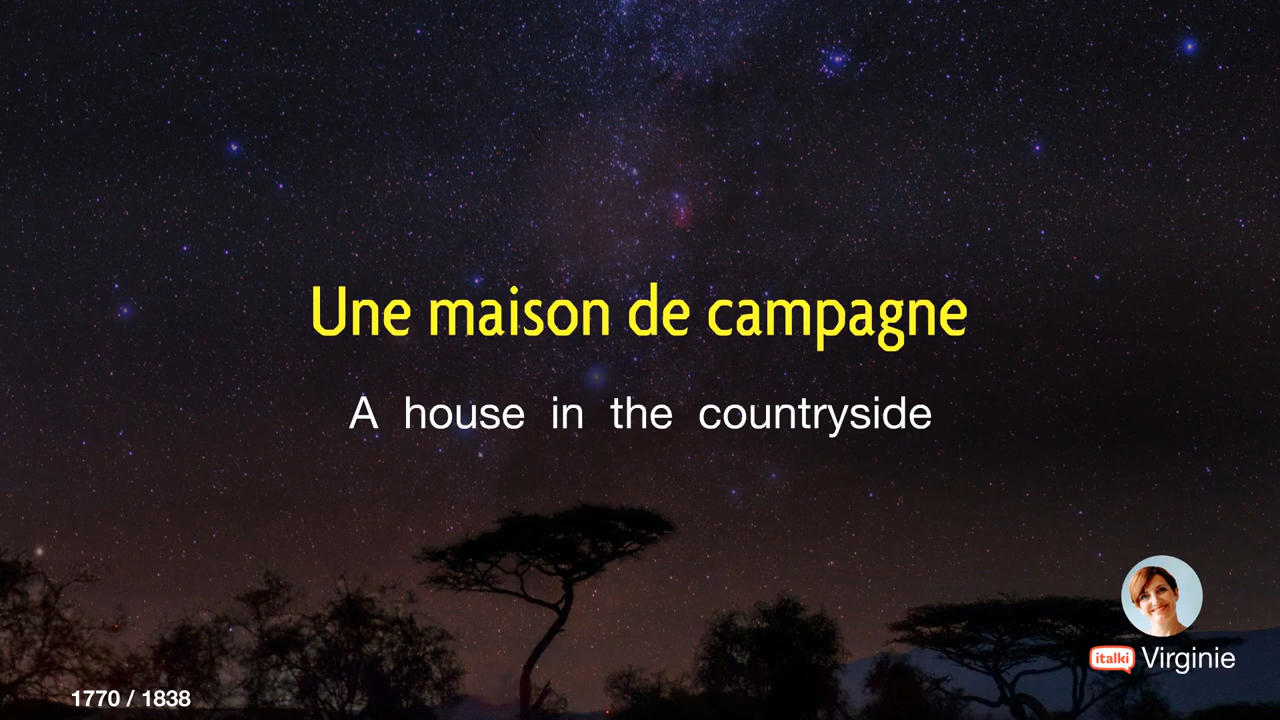 Une maison de campagne
A house in the countryside
italki Virginie
1770 / 1838